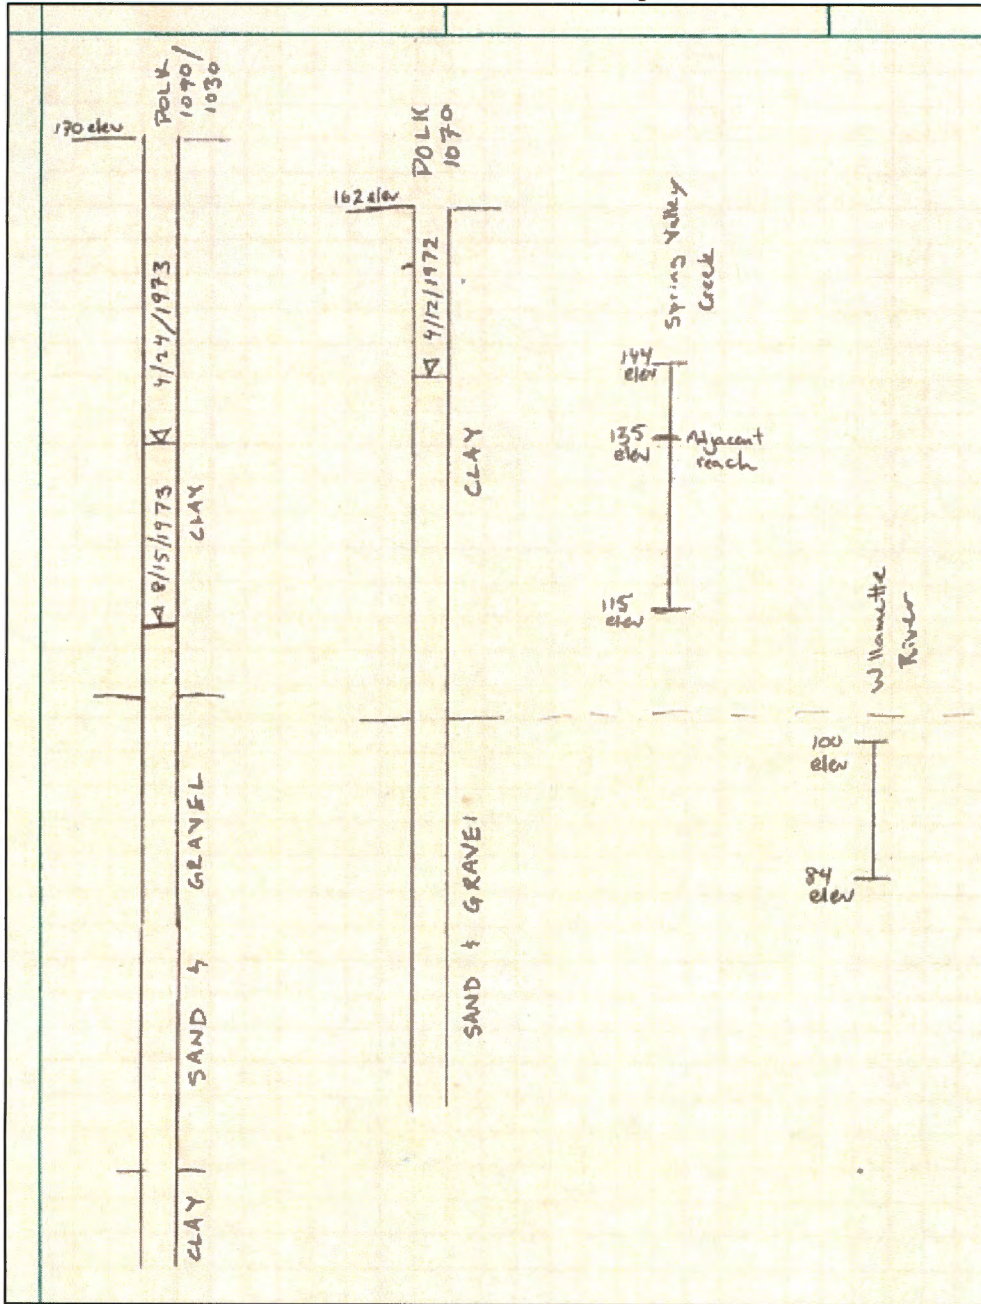 170 elev
POLK
1090/
1030
4/24/1973
8/15/1973
CLAY
SAND & GRAVEL
CLAY
162 elev
POLK
1070
4/12/1972
CLAY
SAND & GRAVEL
Spring Valley
Creek
144
elev
135
elev
Adjacent
reach
115
elev
Willamette
River
100
elev
84
elev